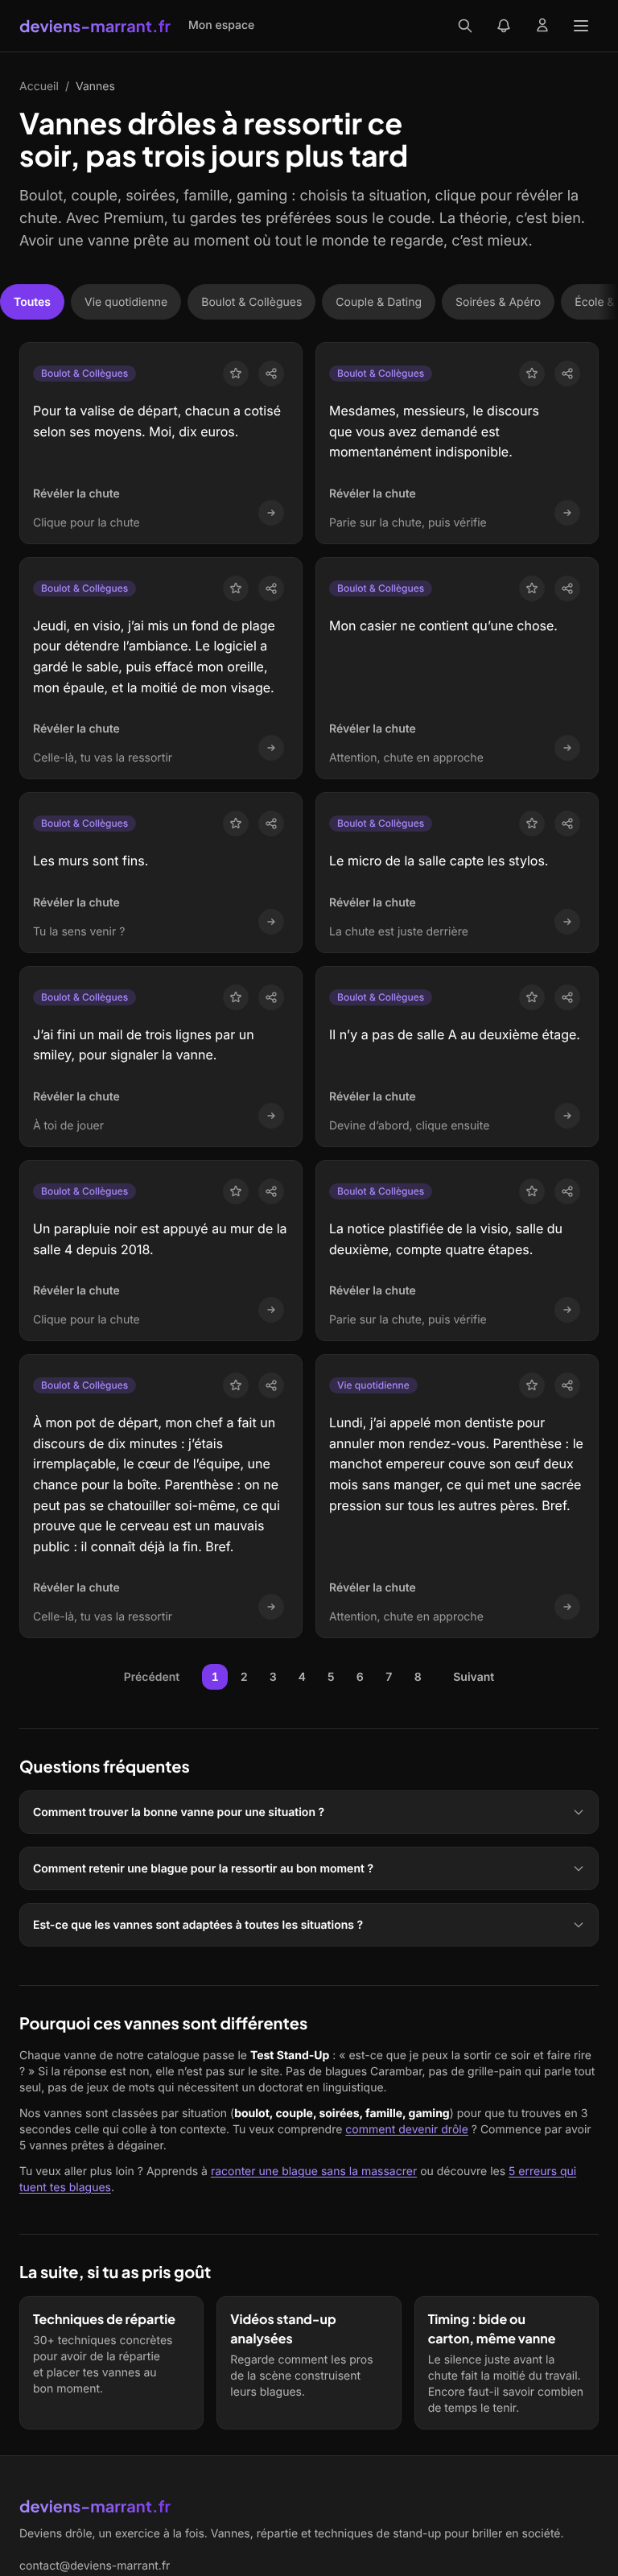 deviens-marrant.fr Mon espace
Accueil / Vannes
Vannes drôles à ressortir ce
soir, pas trois jours plus tard
Boulot, couple, soirées, famille, gaming : choisis ta situation, clique pour révéler la
chute. Avec Premium, tu gardes tes préférées sous le coude. La théorie, c’est bien.
Avoir une vanne prête au moment où tout le monde te regarde, c’est mieux.
Toutes Vie quotidienne Boulot & Collègues Couple & Dating Soirées & Apéro École &
Boulot & Collègues
Pour ta valise de départ, chacun a cotisé
selon ses moyens. Moi, dix euros.
Révéler la chute
Clique pour la chute
Boulot & Collègues
Mesdames, messieurs, le discours
que vous avez demandé est
momentanément indisponible.
Révéler la chute
Parie sur la chute, puis vérifie
Boulot & Collègues
Jeudi, en visio, j’ai mis un fond de plage
pour détendre l’ambiance. Le logiciel a
gardé le sable, puis effacé mon oreille,
mon épaule, et la moitié de mon visage.
Révéler la chute
Celle-là, tu vas la ressortir
Boulot & Collègues
Mon casier ne contient qu’une chose.
Révéler la chute
Attention, chute en approche
Boulot & Collègues
Les murs sont fins.
Révéler la chute
Tu la sens venir ?
Boulot & Collègues
Le micro de la salle capte les stylos.
Révéler la chute
La chute est juste derrière
Boulot & Collègues
J’ai fini un mail de trois lignes par un
smiley, pour signaler la vanne.
Révéler la chute
À toi de jouer
Boulot & Collègues
Il n’y a pas de salle A au deuxième étage.
Révéler la chute
Devine d’abord, clique ensuite
Boulot & Collègues
Un parapluie noir est appuyé au mur de la
salle 4 depuis 2018.
Révéler la chute
Clique pour la chute
Boulot & Collègues
La notice plastifiée de la visio, salle du
deuxième, compte quatre étapes.
Révéler la chute
Parie sur la chute, puis vérifie
Boulot & Collègues
À mon pot de départ, mon chef a fait un
discours de dix minutes : j’étais
irremplaçable, le cœur de l’équipe, une
chance pour la boîte. Parenthèse : on ne
peut pas se chatouiller soi-même, ce qui
prouve que le cerveau est un mauvais
public : il connaît déjà la fin. Bref.
Révéler la chute
Celle-là, tu vas la ressortir
Vie quotidienne
Lundi, j’ai appelé mon dentiste pour
annuler mon rendez-vous. Parenthèse : le
manchot empereur couve son œuf deux
mois sans manger, ce qui met une sacrée
pression sur tous les autres pères. Bref.
Révéler la chute
Attention, chute en approche
Précédent 1 2 3 4 5 6 7 8 Suivant
Questions fréquentes
Comment trouver la bonne vanne pour une situation ?
Comment retenir une blague pour la ressortir au bon moment ?
Est-ce que les vannes sont adaptées à toutes les situations ?
Pourquoi ces vannes sont différentes
Chaque vanne de notre catalogue passe le Test Stand-Up : « est-ce que je peux la sortir ce soir et faire rire
? » Si la réponse est non, elle n’est pas sur le site. Pas de blagues Carambar, pas de grille-pain qui parle tout
seul, pas de jeux de mots qui nécessitent un doctorat en linguistique.
Nos vannes sont classées par situation (boulot, couple, soirées, famille, gaming) pour que tu trouves en 3
secondes celle qui colle à ton contexte. Tu veux comprendre comment devenir drôle ? Commence par avoir
5 vannes prêtes à dégainer.
Tu veux aller plus loin ? Apprends à raconter une blague sans la massacrer ou découvre les 5 erreurs qui
tuent tes blagues.
La suite, si tu as pris goût
Techniques de répartie
30+ techniques concrètes
pour avoir de la répartie
et placer tes vannes au
bon moment.
Vidéos stand-up
analysées
Regarde comment les pros
de la scène construisent
leurs blagues.
Timing : bide ou
carton, même vanne
Le silence juste avant la
chute fait la moitié du travail.
Encore faut-il savoir combien
de temps le tenir.
deviens-marrant.fr
Deviens drôle, un exercice à la fois. Vannes, répartie et techniques de stand-up pour briller en société.
contact@deviens-marrant.fr